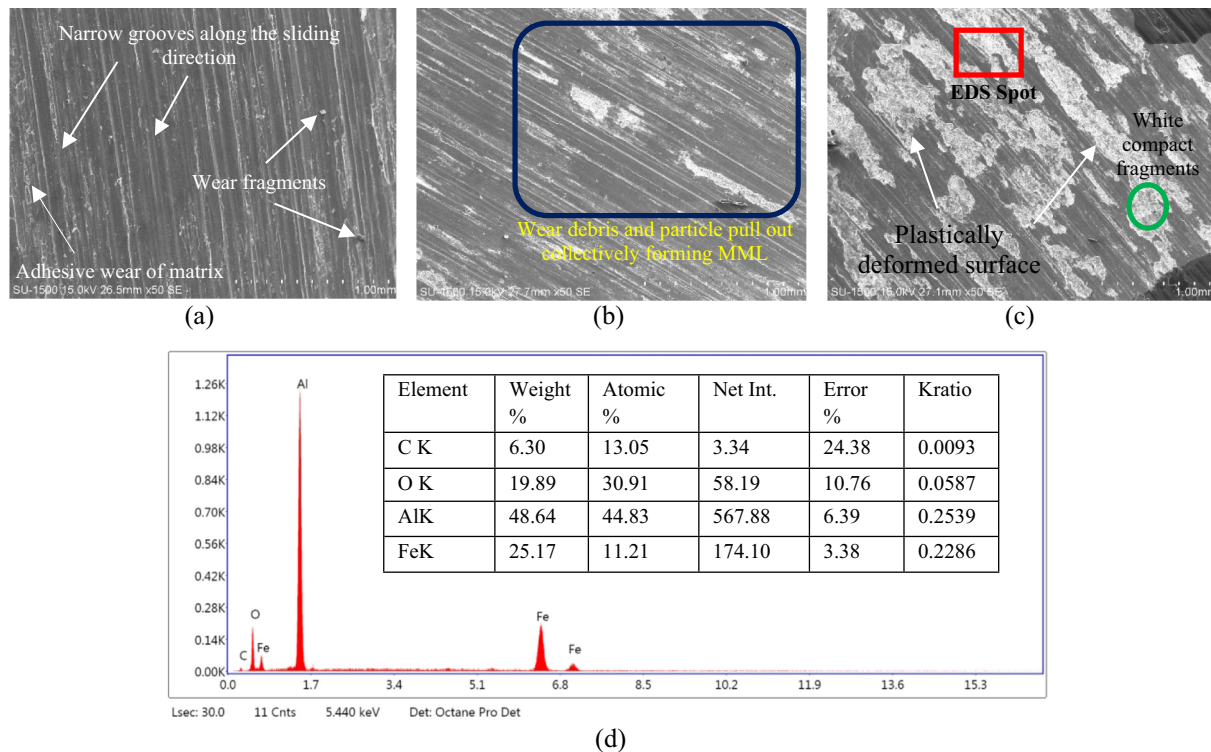 Narrow grooves along the sliding
direction
Wear fragments
Adhesive wear of matrix
SU-1500 15.0kV 26.5mm x50 SE
1.00mm
(a)
Wear debris and particle pull out
collectively forming MML
15.0kV 27.7mm x50 SE
1.00mm
(b)
EDS Spot
White
compact
fragments
Plastically
deformed surface
15.0kV 27.1mm x50 SE
1.00mm
(c)
1.26K
1.12K
0.98K
0.84K
0.70K
0.56K
0.42K
0.28K
0.14K
0.00K
Al
O
C
Fe
Fe
Fe
Element Weight % Atomic % Net Int. Error % Kratio
C K 6.30 13.05 3.34 24.38 0.0093
O K 19.89 30.91 58.19 10.76 0.0587
AlK 48.64 44.83 567.88 6.39 0.2539
FeK 25.17 11.21 174.10 3.38 0.2286
0.0 1.7 3.4 5.1 6.8 8.5 10.2 11.9 13.6 15.3
Lsec: 30.0 11 Cnts 5.440 keV Det: Octane Pro Det
(d)